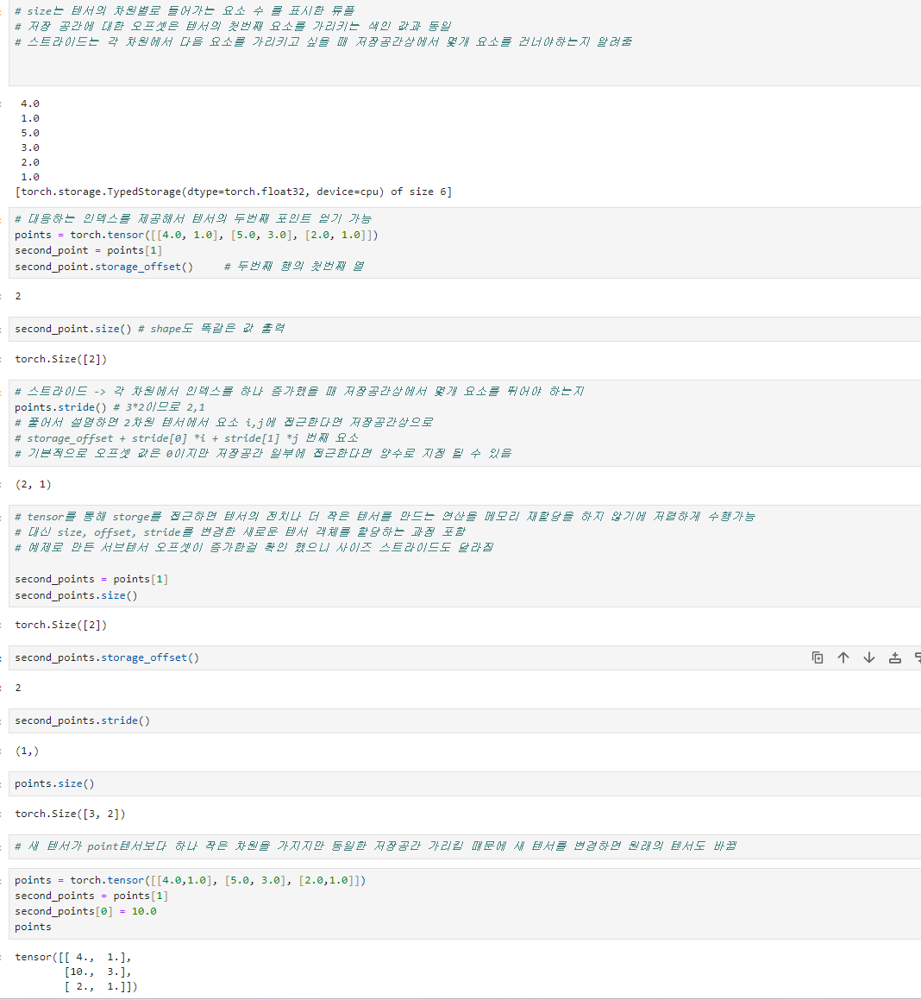 # size는 텐서의 차원별로 들어가는 요소 수 를 표시한 튜플
# 저장 공간에 대한 오프셋은 텐서의 첫번째 요소를 가리키는 색인 값과 동일
# 스트라이드는 각 차원에서 다음 요소를 가리키고 싶을 때 저장공간상에서 몇개 요소를 건너야하는지 알려줌
4.0
1.0
5.0
3.0
2.0
1.0
[torch.storage.TypedStorage(dtype=torch.float32, device=cpu) of size 6]
# 대응하는 인덱스를 제공해서 텐서의 두번째 포인트 얻기 가능
points = torch.tensor([[4.0, 1.0], [5.0, 3.0], [2.0, 1.0]])
second_point = points[1]
second_point.storage_offset()     # 두번째 행의 첫번째 열
2
second_point.size() # shape도 똑같은 값 출력
torch.Size([2])
# 스트라이드 -> 각 차원에서 인덱스를 하나 증가했을 때 저장공간상에서 몇개 요소를 뛰어야 하는지
points.stride() # 3*2이므로 2,1
# 풀어서 설명하면 2차원 텐서에서 요소 i,j에 접근한다면 저장공간상으로
# storage_offset + stride[0] *i + stride[1] *j 번째 요소
# 기본적으로 오프셋 값은 0이지만 저장공간 일부에 접근한다면 양수로 지정 될 수 있음
(2, 1)
# tensor를 통해 storge를 접근하면 텐서의 전치나 더 작은 텐서를 만드는 연산을 메모리 재할당을 하지 않기에 저렴하게 수행가능
# 대신 size, offset, stride를 변경한 새로운 텐서 객체를 할당하는 과정 포함
# 예제로 만든 서브텐서 오프셋이 증가한걸 확인 했으니 사이즈 스트라이드도 달라짐
second_points = points[1]
second_points.size()
torch.Size([2])
second_points.storage_offset()
2
second_points.stride()
(1,)
points.size()
torch.Size([3, 2])
# 새 텐서가 point텐서보다 하나 작은 차원을 가지지만 동일한 저장공간 가리킬 때문에 새 텐서를 변경하면 원래의 텐서도 바뀜
points = torch.tensor([[4.0,1.0], [5.0, 3.0], [2.0,1.0]])
second_points = points[1]
second_points[0] = 10.0
points
tensor([[ 4.,  1.],
        [10.,  3.],
        [ 2.,  1.]])